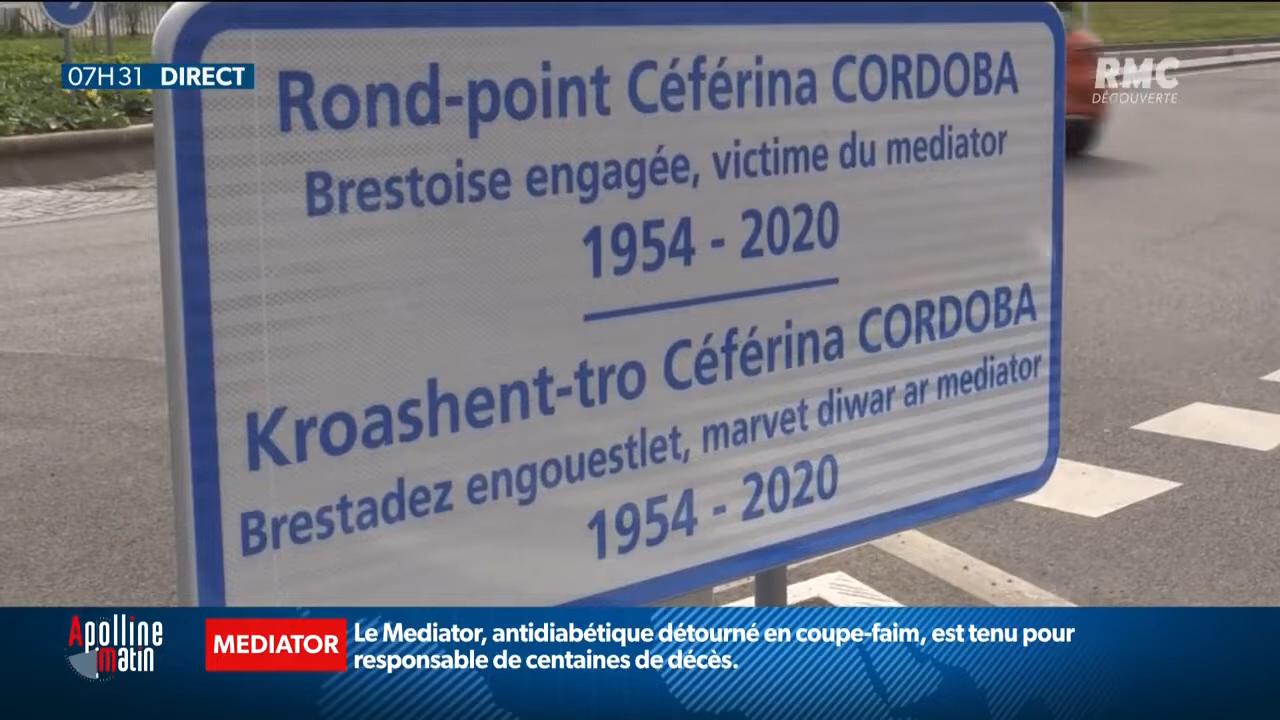 07H31 DIRECT
RMC
DÉCOUVERTE
Rond-point Céférina CORDOBA
Brestoise engagée, victime du mediator
1954 - 2020
Kroashent-tro Céférina CORDOBA
Brestadez engouestlet, marvet diwar ar mediator
1954 - 2020
Apolline
Matin
MEDIATOR
Le Mediator, antidiabétique détourné en coupe-faim, est tenu pour
responsable de centaines de décès.